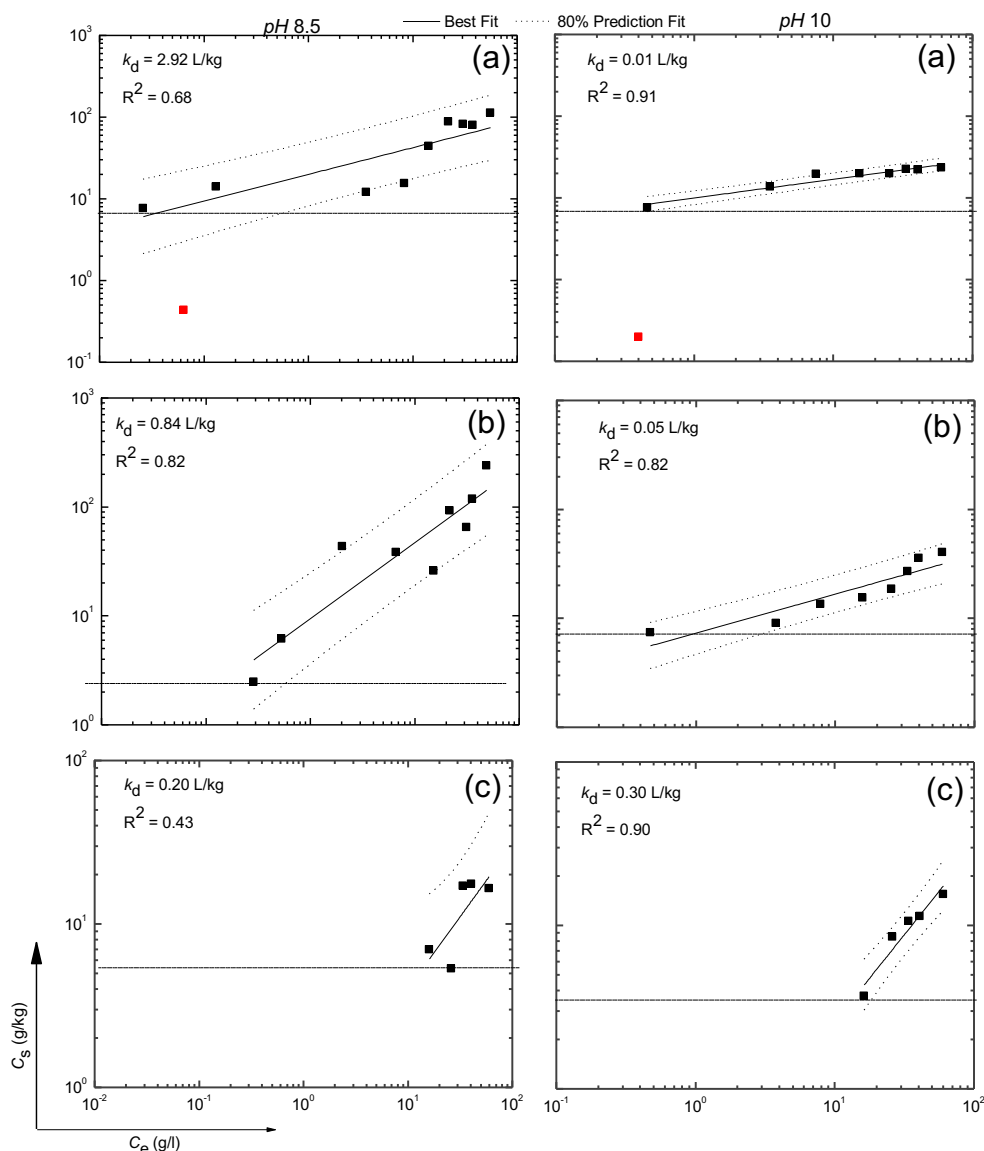 pH 8.5
Best Fit
80% Prediction Fit
pH 10
(a)
k_d = 2.92 L/kg
R^2 = 0.68
10^3
10^2
10^1
10^0
10^-1
(a)
k_d = 0.01 L/kg
R^2 = 0.91
(b)
k_d = 0.84 L/kg
R^2 = 0.82
10^3
10^2
10^1
10^0
(b)
k_d = 0.05 L/kg
R^2 = 0.82
(c)
k_d = 0.20 L/kg
R^2 = 0.43
10^2
10^1
10^0
10^-2 10^-1 10^0 10^1 10^2
(c)
k_d = 0.30 L/kg
R^2 = 0.90
10^-1 10^0 10^1 10^2
C_s (g/kg)
C_e (g/l)